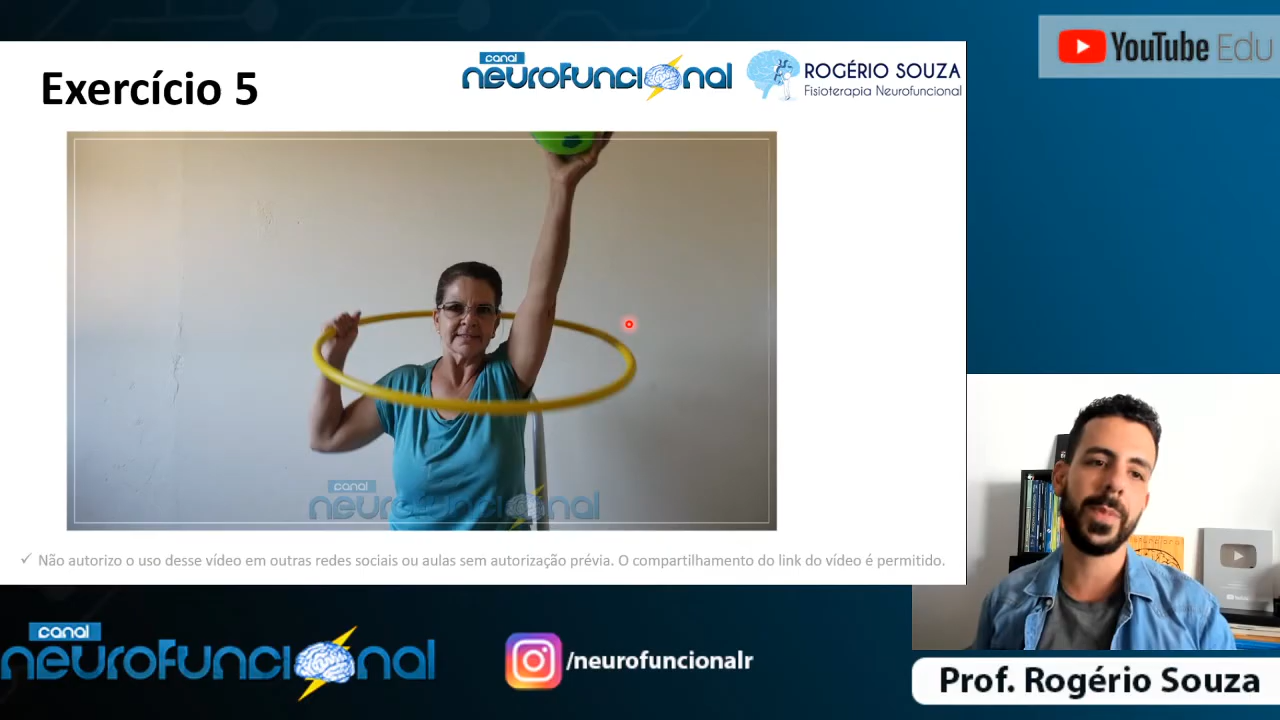 YouTube Edu
Exercício 5
canal
neurofuncional
ROGÉRIO SOUZA
Fisioterapia Neurofuncional
canal
neurofuncional
✓ Não autorizo o uso desse vídeo em outras redes sociais ou aulas sem autorização prévia. O compartilhamento do link do vídeo é permitido.
canal
neurofuncional
/neurofuncionalr
Prof. Rogério Souza